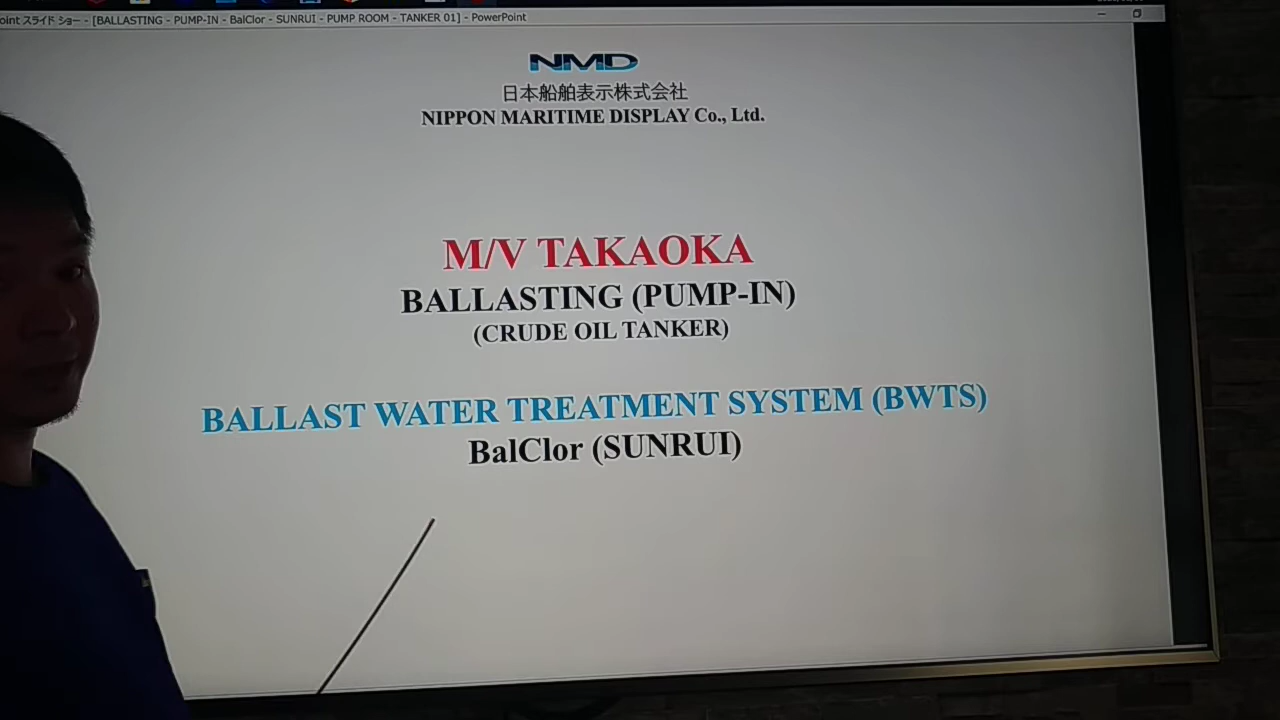 oint スライド ショー - [BALLASTING - PUMP-IN - BalClor - SUNRUI - PUMP ROOM - TANKER 01] - PowerPoint
NMD
日本船舶表示株式会社
NIPPON MARITIME DISPLAY Co., Ltd.
M/V TAKAOKA
BALLASTING (PUMP-IN)
(CRUDE OIL TANKER)
BALLAST WATER TREATMENT SYSTEM (BWTS)
BalClor (SUNRUI)